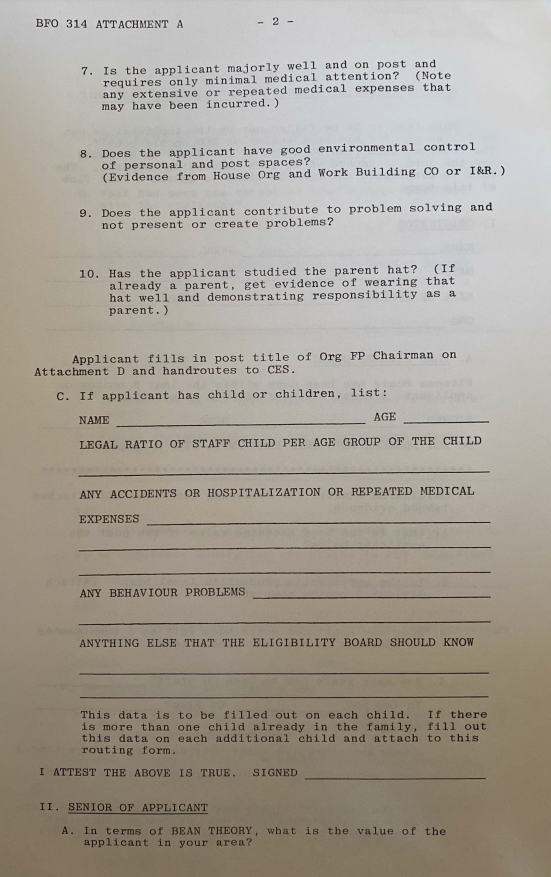 BFO 314 ATTACHMENT A - 2 -
7. Is the applicant majorly well and on post and
requires only minimal medical attention? (Note
any extensive or repeated medical expenses that
may have been incurred.)
8. Does the applicant have good environmental control
of personal and post spaces?
(Evidence from House Org and Work Building CO or I&R.)
9. Does the applicant contribute to problem solving and
not present or create problems?
10. Has the applicant studied the parent hat? (If
already a parent, get evidence of wearing that
hat well and demonstrating responsibility as a
parent.)
Applicant fills in post title of Org FP Chairman on
Attachment D and handroutes to CES.
C. If applicant has child or children, list:
NAME AGE
LEGAL RATIO OF STAFF CHILD PER AGE GROUP OF THE CHILD
ANY ACCIDENTS OR HOSPITALIZATION OR REPEATED MEDICAL
EXPENSES
ANY BEHAVIOUR PROBLEMS
ANYTHING ELSE THAT THE ELIGIBILITY BOARD SHOULD KNOW
This data is to be filled out on each child. If there
is more than one child already in the family, fill out
this data on each additional child and attach to this
routing form.
I ATTEST THE ABOVE IS TRUE. SIGNED
II. SENIOR OF APPLICANT
A. In terms of BEAN THEORY, what is the value of the
applicant in your area?